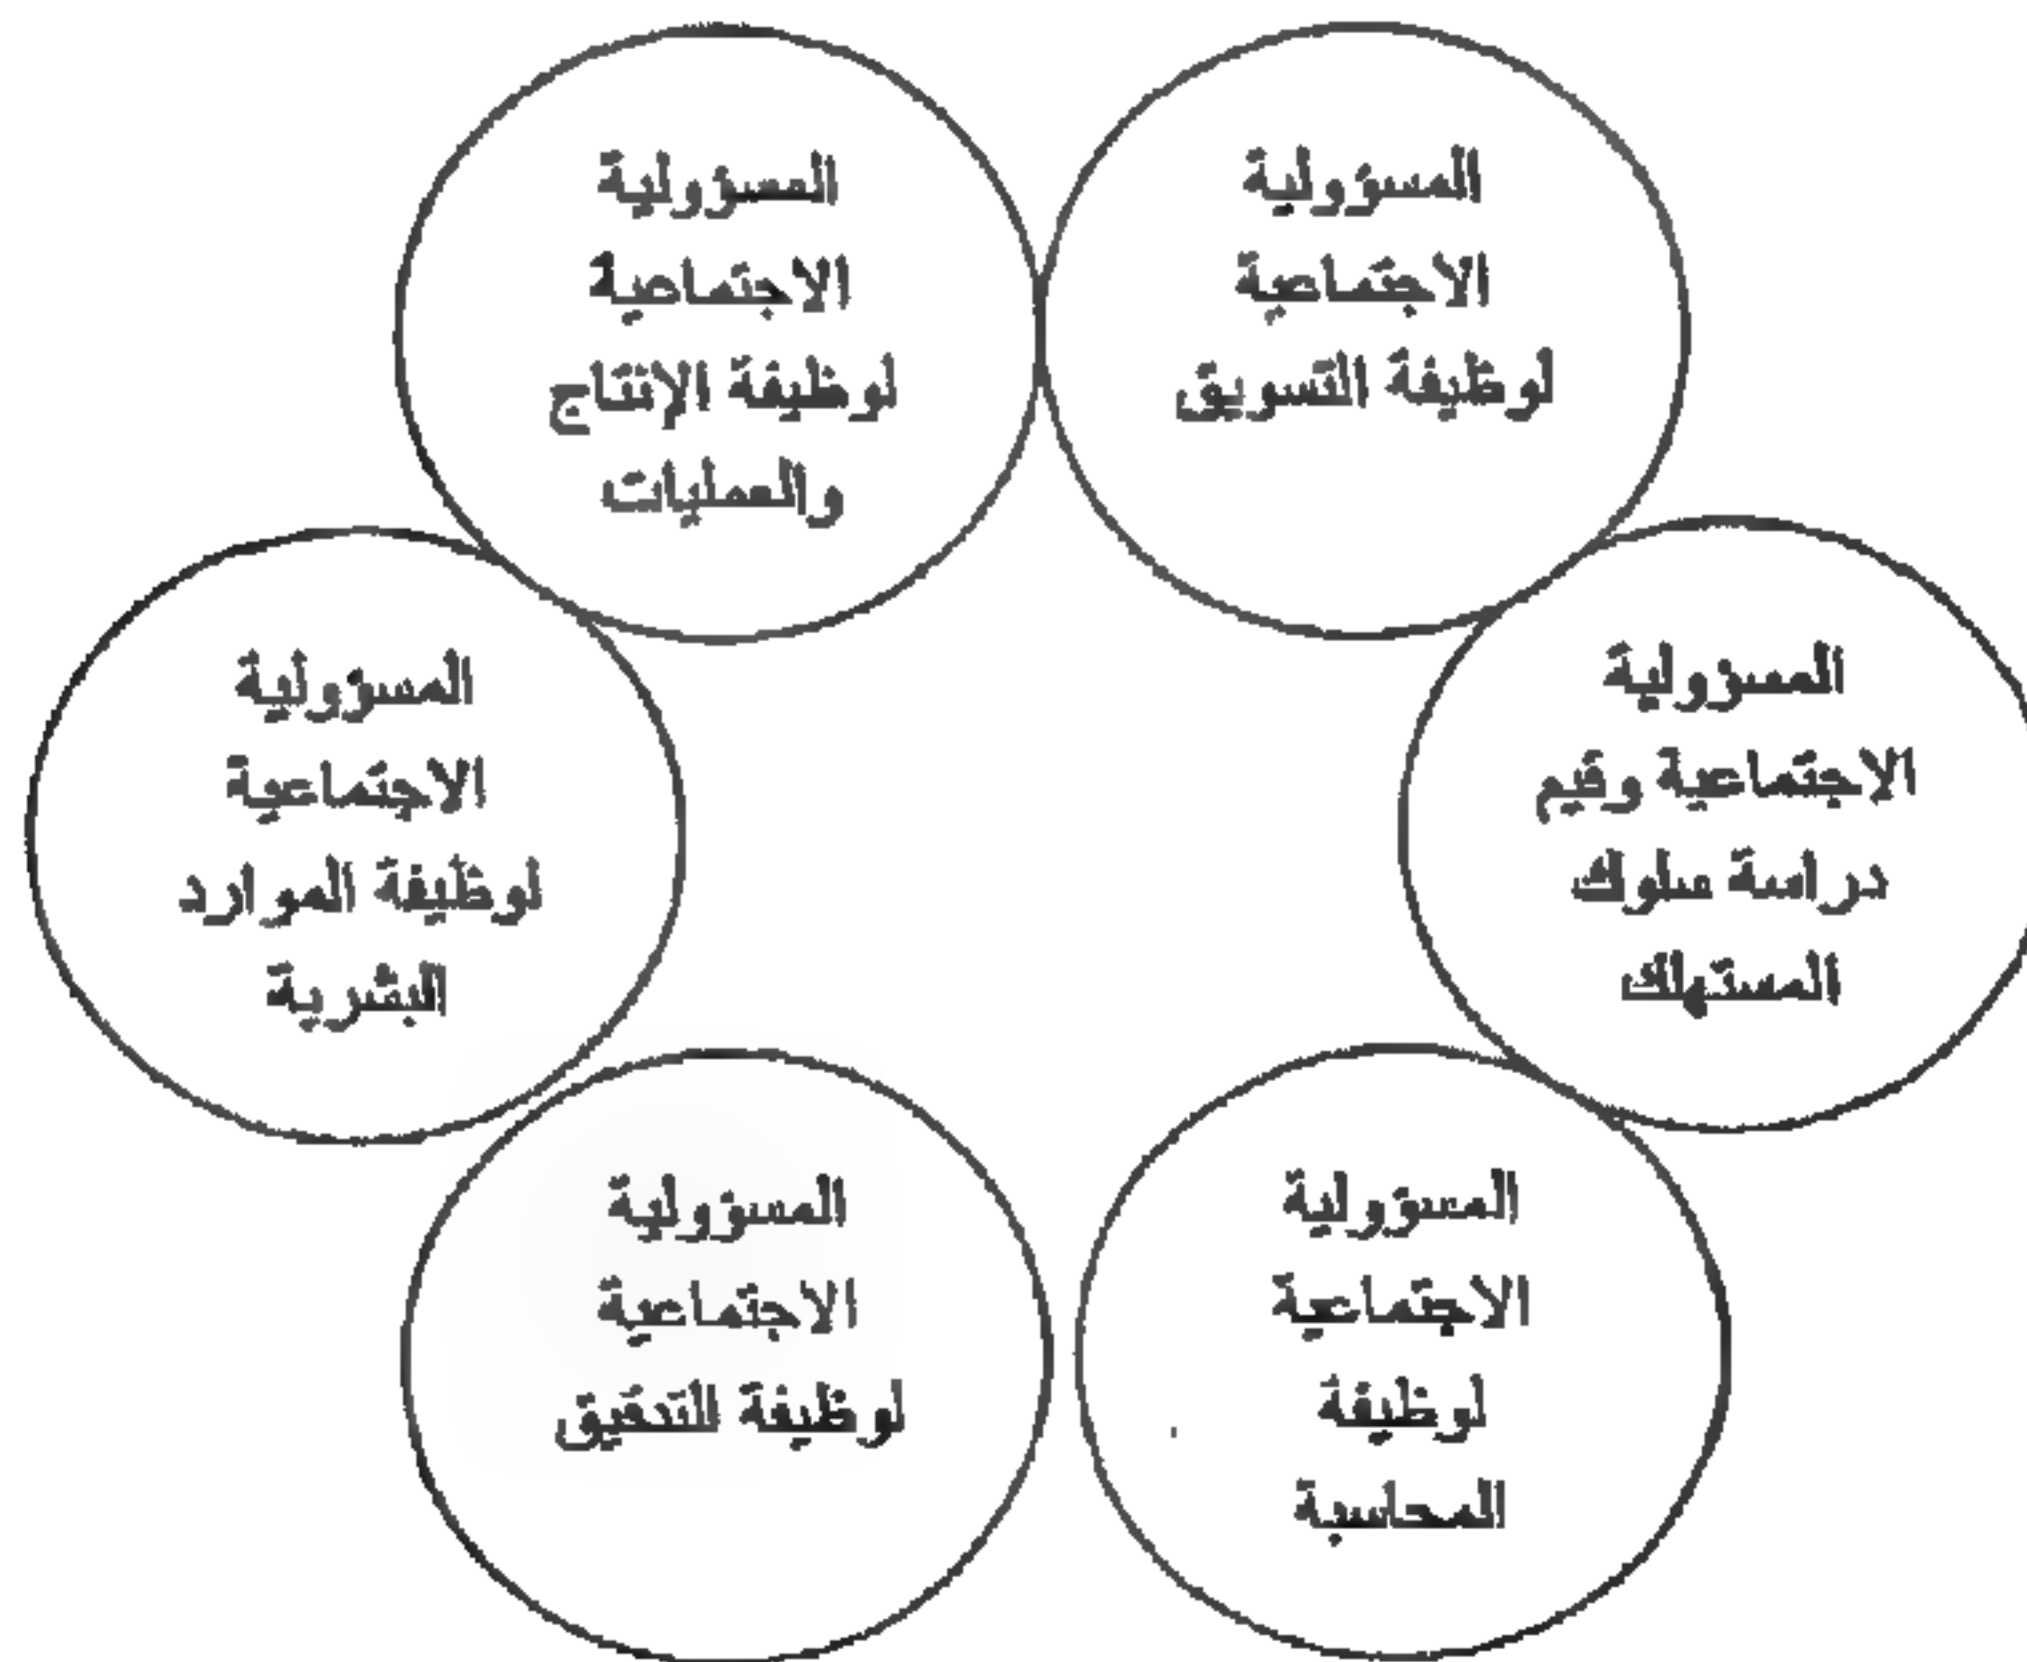 المسؤولية
الاجتماعية
لوظيفة التسويق
المسؤولية
الاجتماعية
لوظيفة الإنتاج
والعمليات
المسؤولية
الاجتماعية وقيم
دراسة سلوك
المستهلك
المسؤولية
الاجتماعية
لوظيفة الموارد
البشرية
المسؤولية
الاجتماعية
لوظيفة
المحاسبة
المسؤولية
الاجتماعية
لوظيفة التدقيق